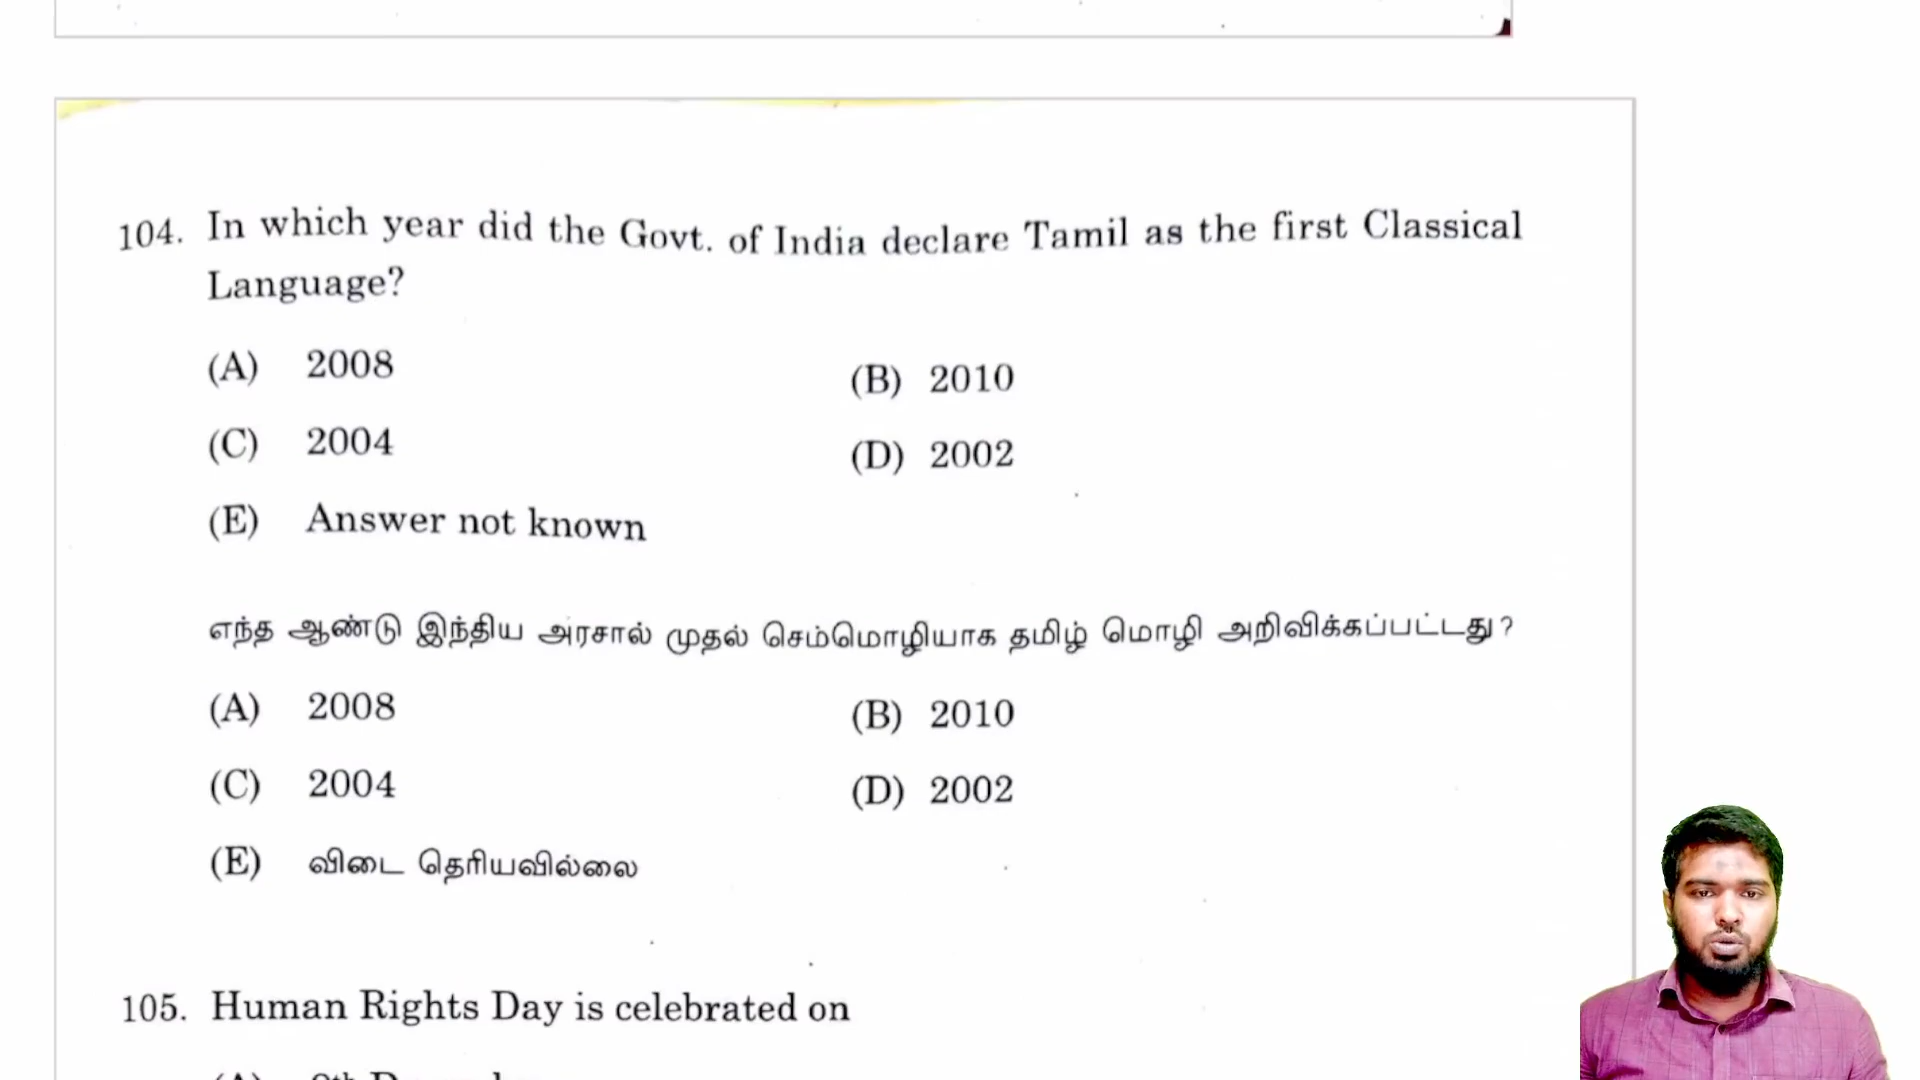 104. In which year did the Govt. of India declare Tamil as the first Classical
Language?
(A) 2008 (B) 2010
(C) 2004 (D) 2002
(E) Answer not known
எந்த ஆண்டு இந்திய அரசால் முதல் செம்மொழியாக தமிழ் மொழி அறிவிக்கப்பட்டது?
(A) 2008 (B) 2010
(C) 2004 (D) 2002
(E) விடை தெரியவில்லை
105. Human Rights Day is celebrated on